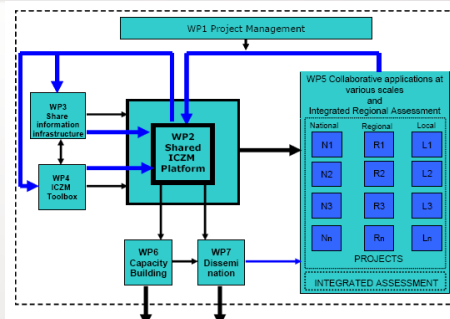 WP1 Project Management
WP5 Collaborative applications at
various scales
and
Integrated Regional Assessment
WP3
Share
information
infrastructure
WP2
Shared
ICZM
Platform
WP4
ICZM
Toolbox
National Regional Local
N1 R1 L1
N2 R2 L2
N3 R3 L3
Nn Rn Ln
PROJECTS
INTEGRATED ASSESSMENT
WP6
Capacity
Building
WP7
Dissemi
nation